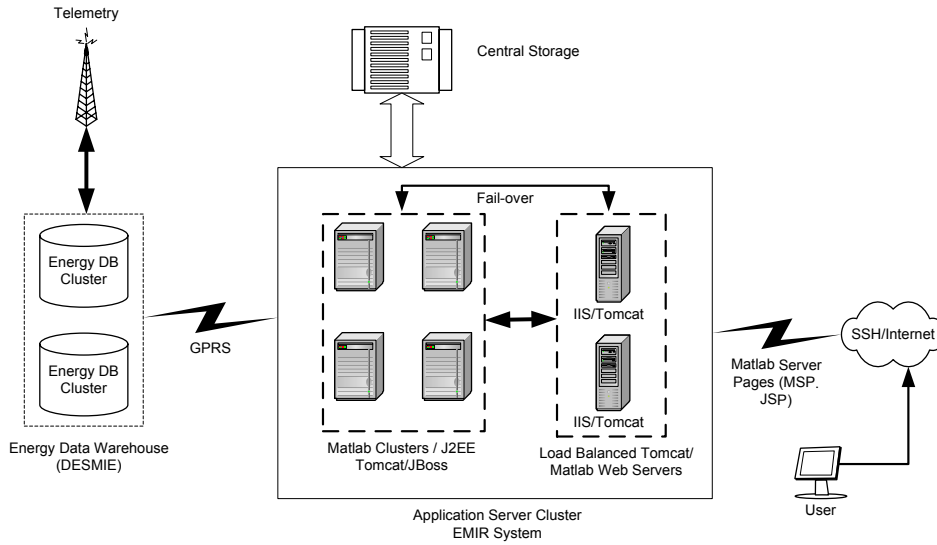 Telemetry
Central Storage
Fail-over
Energy DB
Cluster
Energy DB
Cluster
GPRS
IIS/Tomcat
IIS/Tomcat
SSH/Internet
Matlab Server
Pages (MSP.
JSP)
Energy Data Warehouse
(DESMIE)
Matlab Clusters / J2EE
Tomcat/JBoss
Load Balanced Tomcat/
Matlab Web Servers
User
Application Server Cluster
EMIR System